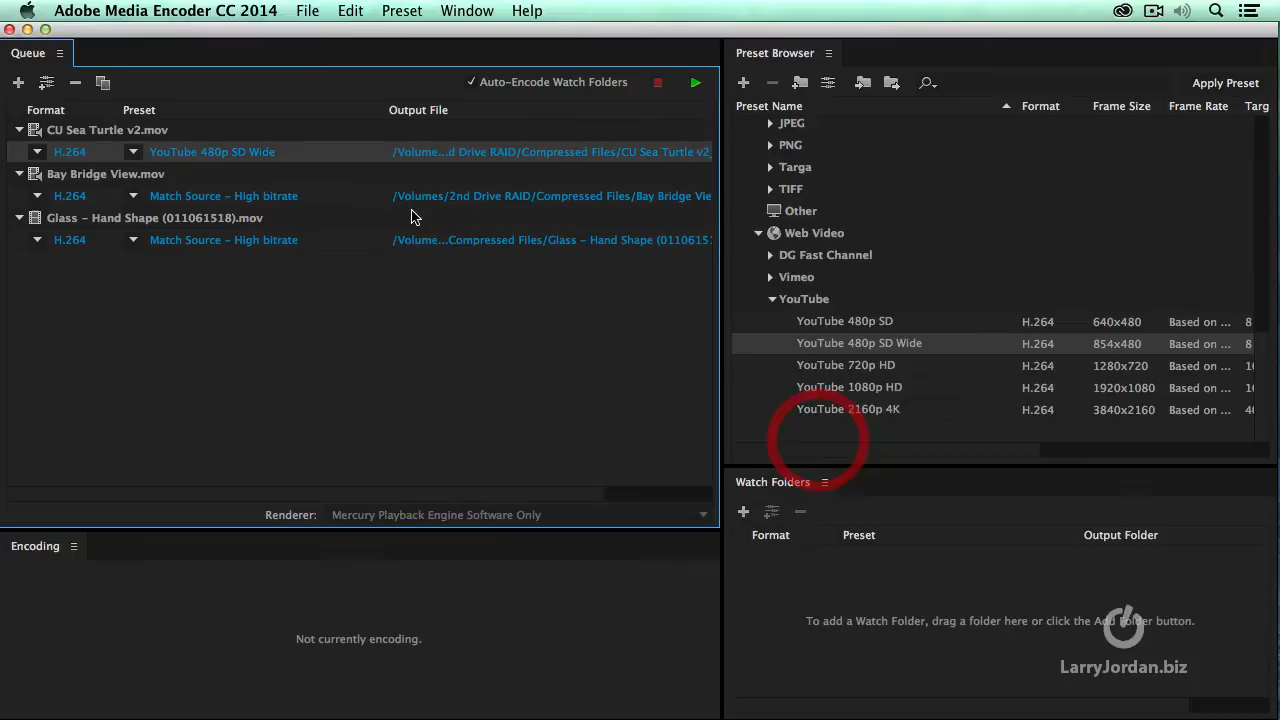 Adobe Media Encoder CC 2014 File Edit Preset Window Help
Queue
Auto-Encode Watch Folders
Format Preset Output File
CU Sea Turtle v2.mov
H.264 YouTube 480p SD Wide /Volume...d Drive RAID/Compressed Files/CU Sea Turtle v2
Bay Bridge View.mov
H.264 Match Source – High bitrate /Volumes/2nd Drive RAID/Compressed Files/Bay Bridge Vie
Glass – Hand Shape (011061518).mov
H.264 Match Source – High bitrate /Volume...Compressed Files/Glass – Hand Shape (0110615
Renderer: Mercury Playback Engine Software Only
Encoding
Not currently encoding.
Preset Browser
Apply Preset
Preset Name Format Frame Size Frame Rate Targ
JPEG
PNG
Targa
TIFF
Other
Web Video
DG Fast Channel
Vimeo
YouTube
YouTube 480p SD H.264 640x480 Based on ... 8
YouTube 480p SD Wide H.264 854x480 Based on ... 8
YouTube 720p HD H.264 1280x720 Based on ...
YouTube 1080p HD H.264 1920x1080 Based on ...
YouTube 2160p 4K H.264 3840x2160 Based on ...
Watch Folders
Format Preset Output Folder
To add a Watch Folder, drag a folder here or click the Add Folder button.
LarryJordan.biz